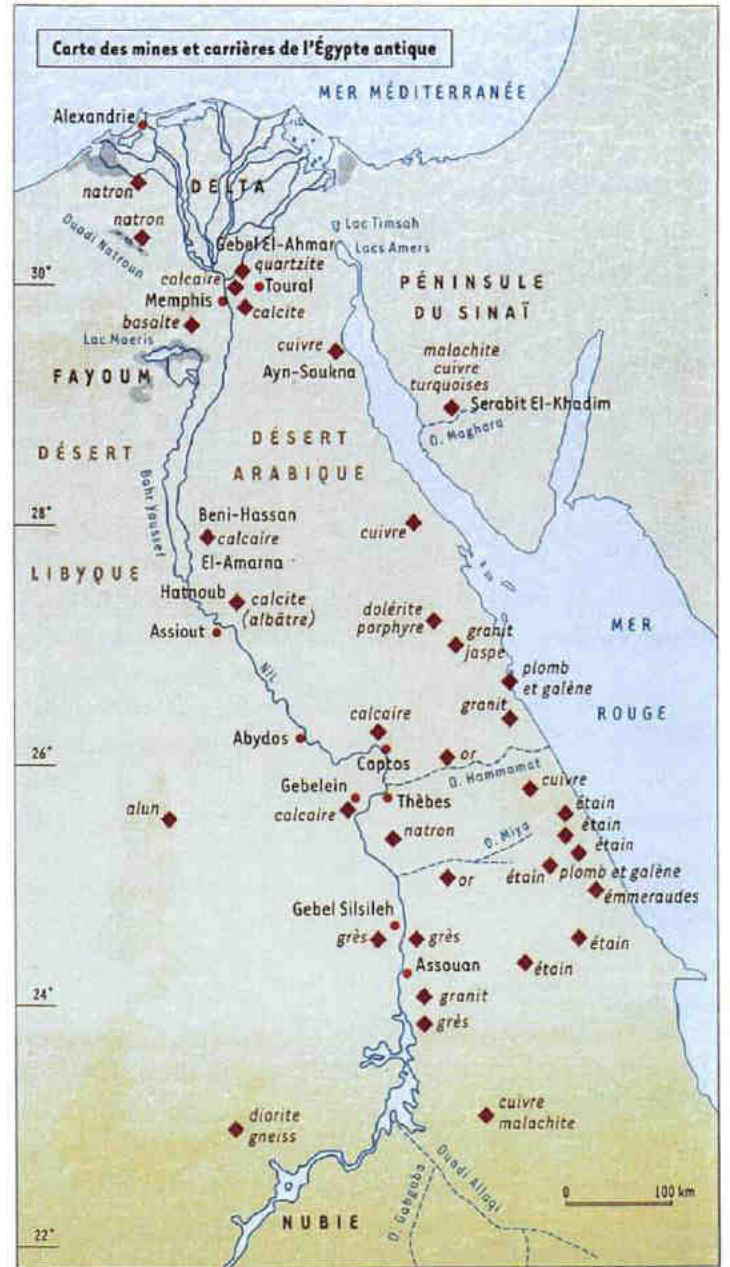 Carte des mines et carrières de l'Égypte antique
MER MÉDITERRANÉE
Alexandrie
natron
DELTA
natron
Ouadi Natroun
Lac Timsah
Gebel El-Ahmar
Lacs Amers
quartzite
30°
calcaire
Toural
PÉNINSULE
DU SINAÏ
Memphis
calcite
basalte
Lac Moeris
cuivre
Ayn-Soukna
malachite
cuivre
turquoises
FAYOUM
Serabit El-Khadim
O. Maghara
DÉSERT
ARABIQUE
DÉSERT
LIBYQUE
Bahr Youssef
28°
Beni-Hassan
calcaire
El-Amarna
cuivre
Hatnoub
calcite
(albâtre)
Assiout
NIL
dolérite
porphyre
granit
jaspe
MER
ROUGE
plomb
et galène
granit
calcaire
Abydos
Coptos
or
26°
O. Hammamat
Gebelein
Thèbes
cuivre
alun
calcaire
étain
étain
natron
étain
O. Miya
or
étain
plomb et galène
émmeraudes
Gebel Silsileh
grès
grès
étain
Assouan
étain
24°
granit
grès
diorite
gneiss
cuivre
malachite
Ouadi Allaqi
O. Gabgaba
0 100 km
NUBIE
22°